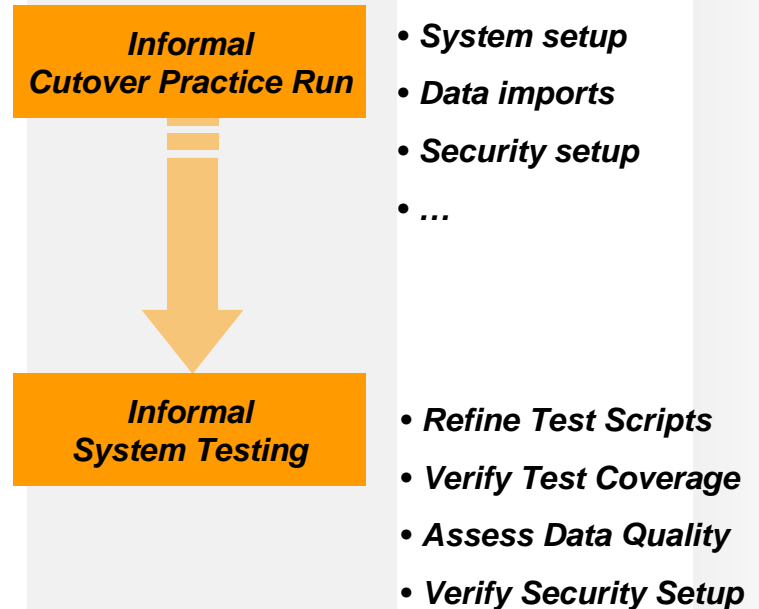 Informal
Cutover Practice Run
• System setup
• Data imports
• Security setup
• …
Informal
System Testing
• Refine Test Scripts
• Verify Test Coverage
• Assess Data Quality
• Verify Security Setup